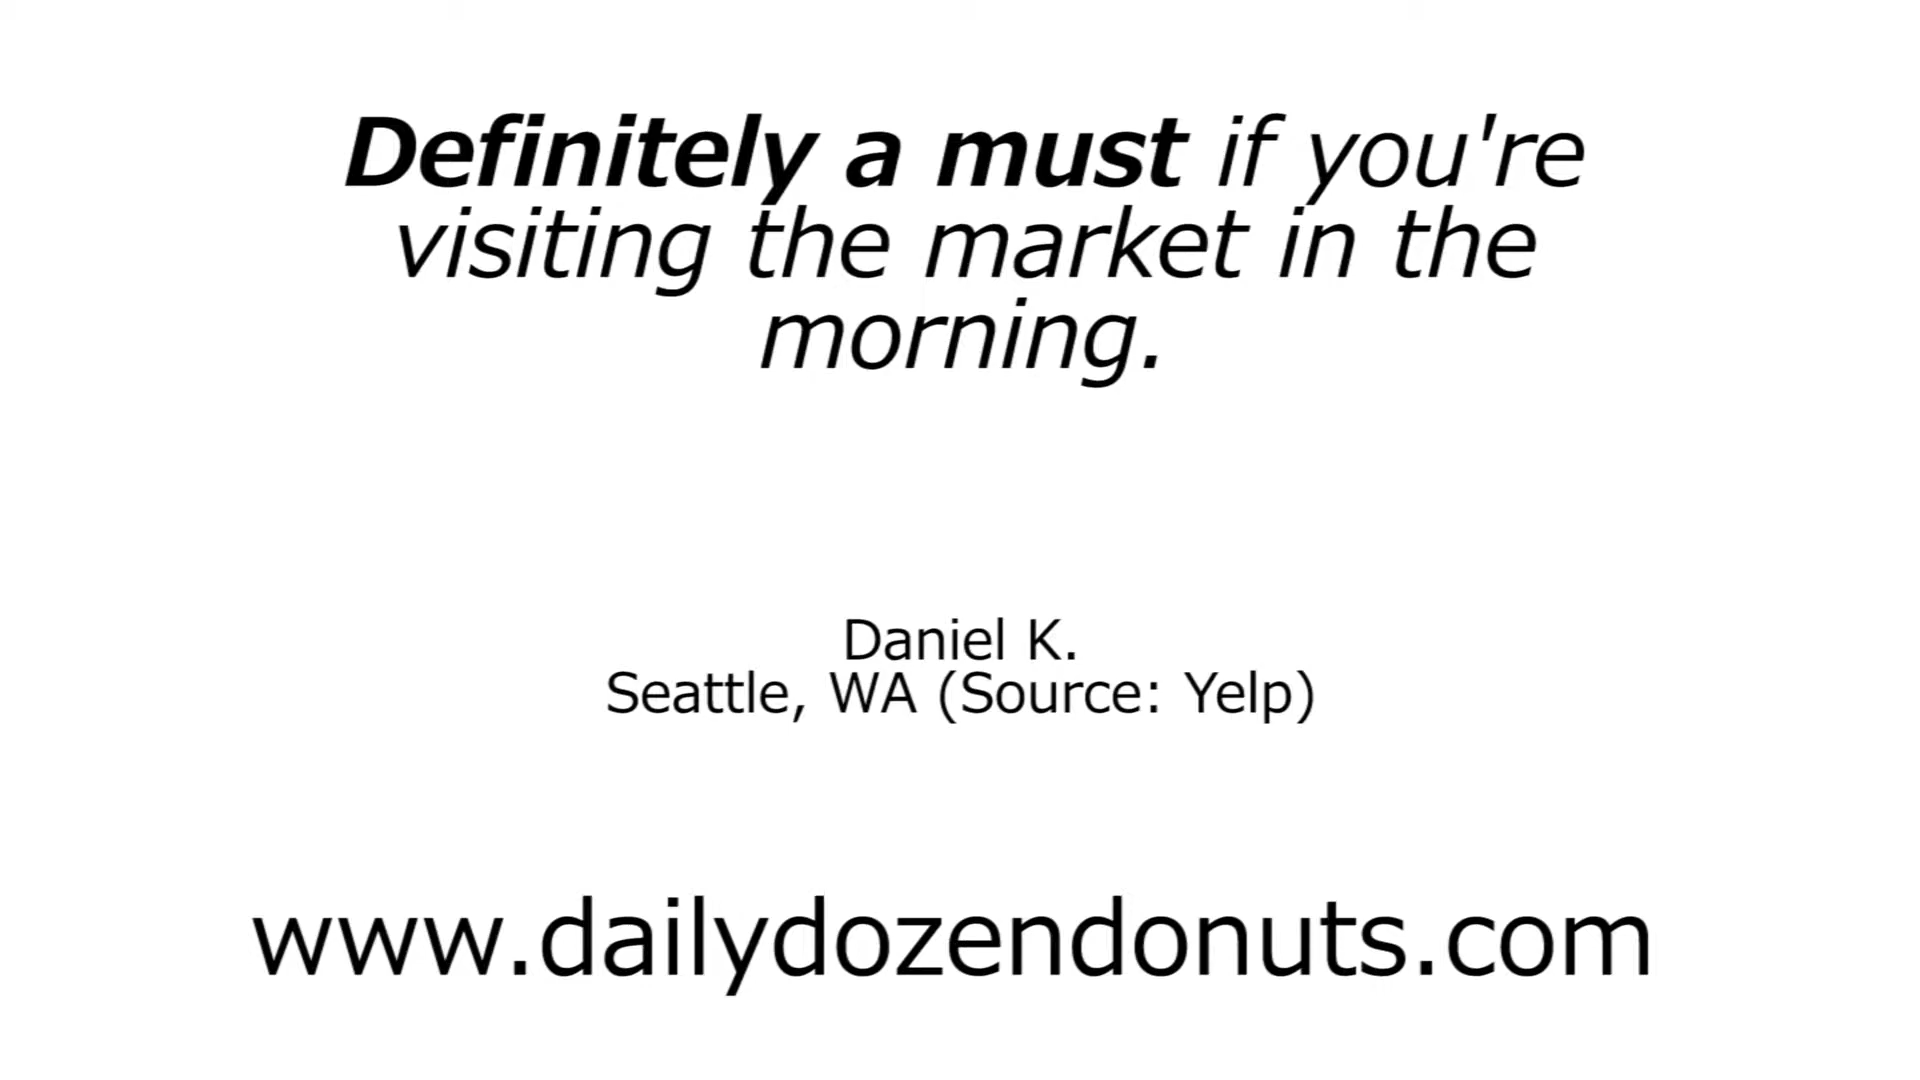 Definitely a must if you're
visiting the market in the
morning.
Daniel K.
Seattle, WA (Source: Yelp)
www.dailydozendonuts.com